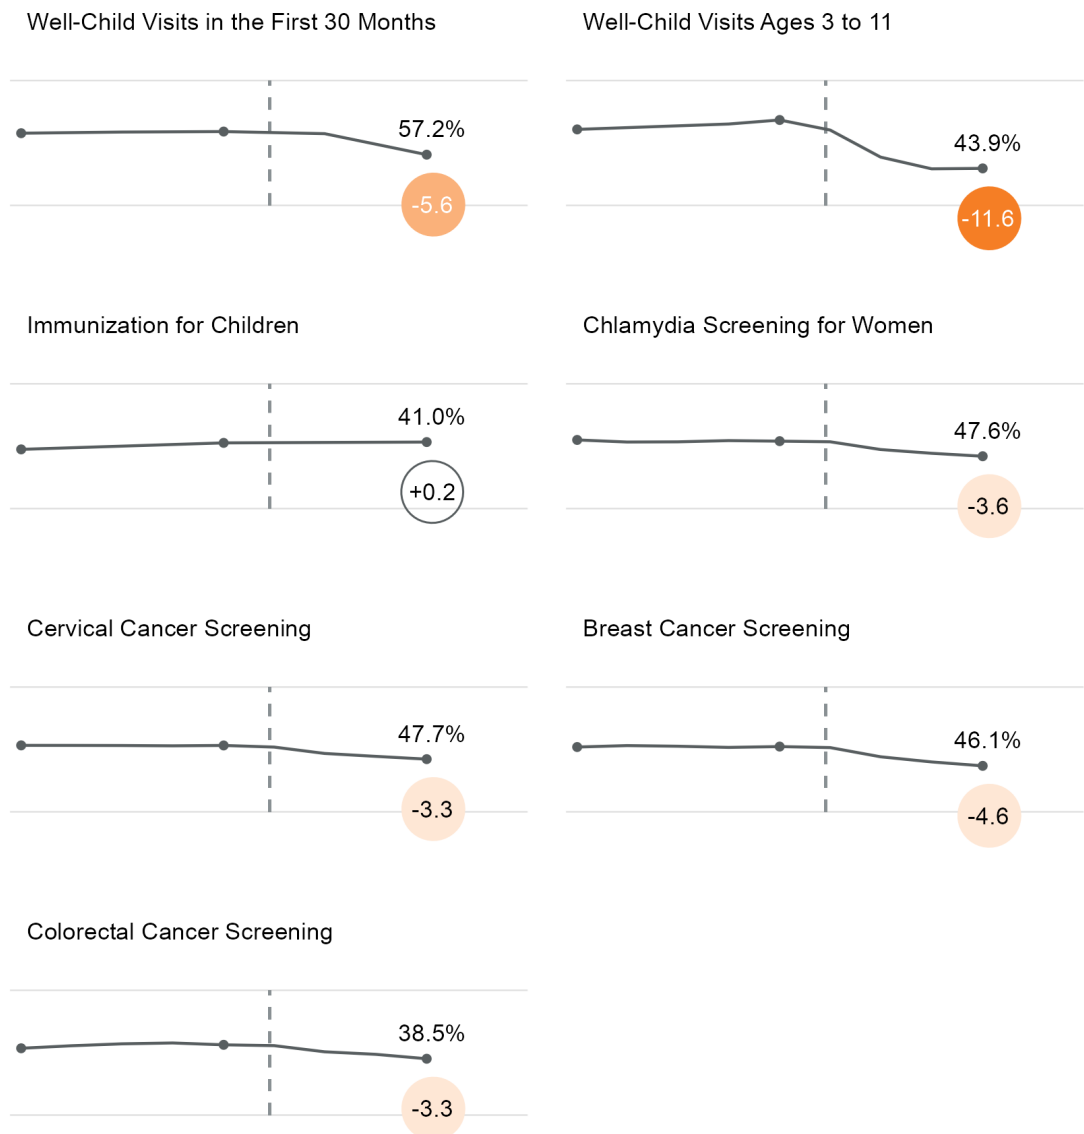 Well-Child Visits in the First 30 Months
57.2%
-5.6
Well-Child Visits Ages 3 to 11
43.9%
-11.6
Immunization for Children
41.0%
+0.2
Chlamydia Screening for Women
47.6%
-3.6
Cervical Cancer Screening
47.7%
-3.3
Breast Cancer Screening
46.1%
-4.6
Colorectal Cancer Screening
38.5%
-3.3